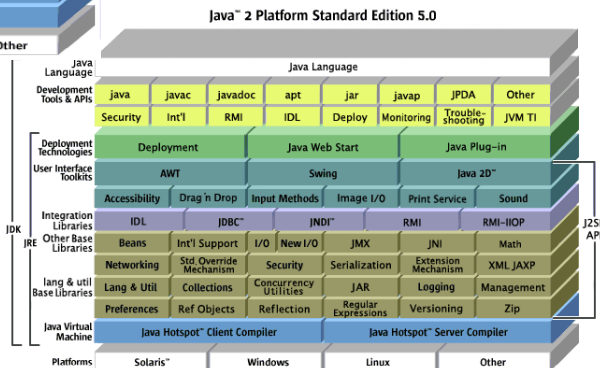 Java™ 2 Platform Standard Edition 5.0
Other
Java Language
Java Language
Development Tools & APIs
java javac javadoc apt jar javap JPDA Other
Security Int'l RMI IDL Deploy Monitoring Trouble-shooting JVM TI
Deployment Technologies
Deployment Java Web Start Java Plug-in
User Interface Toolkits
AWT Swing Java 2D™
Accessibility Drag 'n Drop Input Methods Image I/O Print Service Sound
Integration Libraries
IDL JDBC™ JNDI™ RMI RMI-IIOP
Other Base Libraries
Beans Int'l Support I/O New I/O JMX JNI Math
Networking Std. Override Mechanism Security Serialization Extension Mechanism XML JAXP
lang & util Base Libraries
Lang & Util Collections Concurrency Utilities JAR Logging Management
Preferences Ref Objects Reflection Regular Expressions Versioning Zip
Java Virtual Machine
Java Hotspot™ Client Compiler Java Hotspot™ Server Compiler
Platforms
Solaris™ Windows Linux Other
JDK
JRE